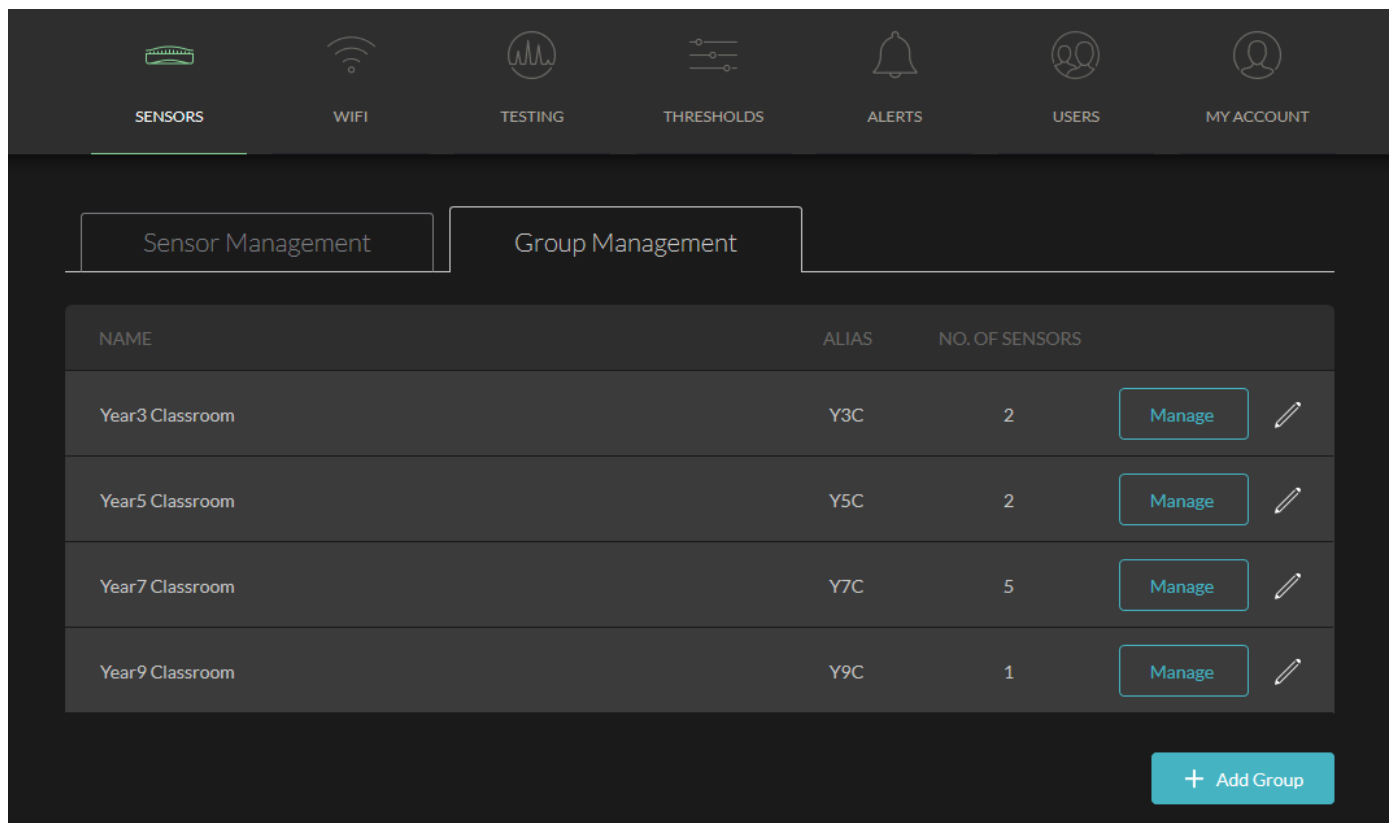 SENSORS WIFI TESTING THRESHOLDS ALERTS USERS MY ACCOUNT
Sensor Management Group Management
NAME ALIAS NO. OF SENSORS
Year3 Classroom Y3C 2 Manage
Year5 Classroom Y5C 2 Manage
Year7 Classroom Y7C 5 Manage
Year9 Classroom Y9C 1 Manage
+ Add Group